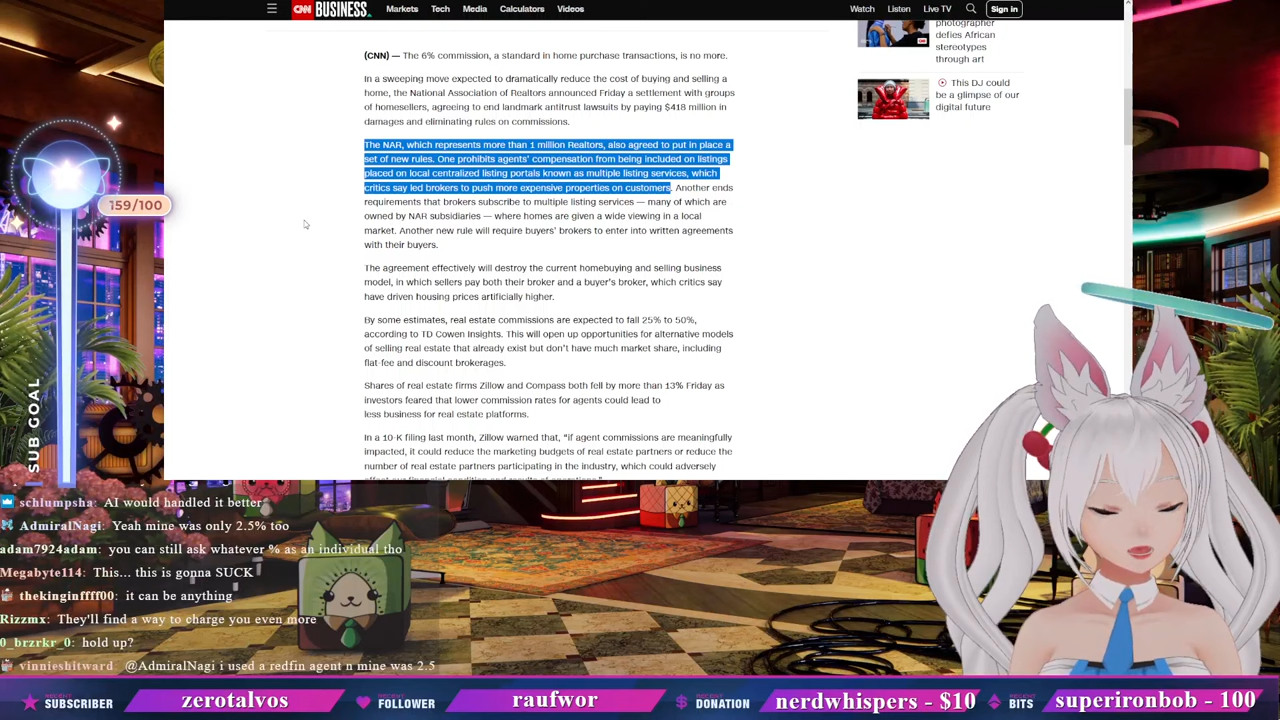 CNN BUSINESS.
Markets
Tech
Media
Calculators
Videos
Watch
Listen
Live TV
Sign in
(CNN) — The 6% commission, a standard in home purchase transactions, is no more.
In a sweeping move expected to dramatically reduce the cost of buying and selling a
home, the National Association of Realtors announced Friday a settlement with groups
of homesellers, agreeing to end landmark antitrust lawsuits by paying $418 million in
damages and eliminating rules on commissions.
The NAR, which represents more than 1 million Realtors, also agreed to put in place a
set of new rules. One prohibits agents' compensation from being included on listings
placed on local centralized listing portals known as multiple listing services, which
critics say led brokers to push more expensive properties on customers. Another ends
requirements that brokers subscribe to multiple listing services — many of which are
owned by NAR subsidiaries — where homes are given a wide viewing in a local
market. Another new rule will require buyers' brokers to enter into written agreements
with their buyers.
The agreement effectively will destroy the current homebuying and selling business
model, in which sellers pay both their broker and a buyer's broker, which critics say
have driven housing prices artificially higher.
By some estimates, real estate commissions are expected to fall 25% to 50%,
according to TD Cowen Insights. This will open up opportunities for alternative models
of selling real estate that already exist but don't have much market share, including
flat-fee and discount brokerages.
Shares of real estate firms Zillow and Compass both fell by more than 13% Friday as
investors feared that lower commission rates for agents could lead to
less business for real estate platforms.
In a 10-K filing last month, Zillow warned that, "if agent commissions are meaningfully
impacted, it could reduce the marketing budgets of real estate partners or reduce the
number of real estate partners participating in the industry, which could adversely
photographer
defies African
stereotypes
through art
This DJ could
be a glimpse of our
digital future
159/100
SUB GOAL
schlumpsha: AI would handled it better
AdmiralNagi: Yeah mine was only 2.5% too
adam7924adam: you can still ask whatever % as an individual tho
Megabyte114: This... this is gonna SUCK
thekinginffff00: it can be anything
Rizzmx: They'll find a way to charge you even more
0_brzrkr_0: hold up?
vinnieshitward: @AdmiralNagi i used a redfin agent n mine was 2.5
RECENT
SUBSCRIBER
zerotalvos
RECENT
FOLLOWER
raufwor
RECENT
DONATION
nerdwhispers - $10
RECENT
BITS
superironbob - 100